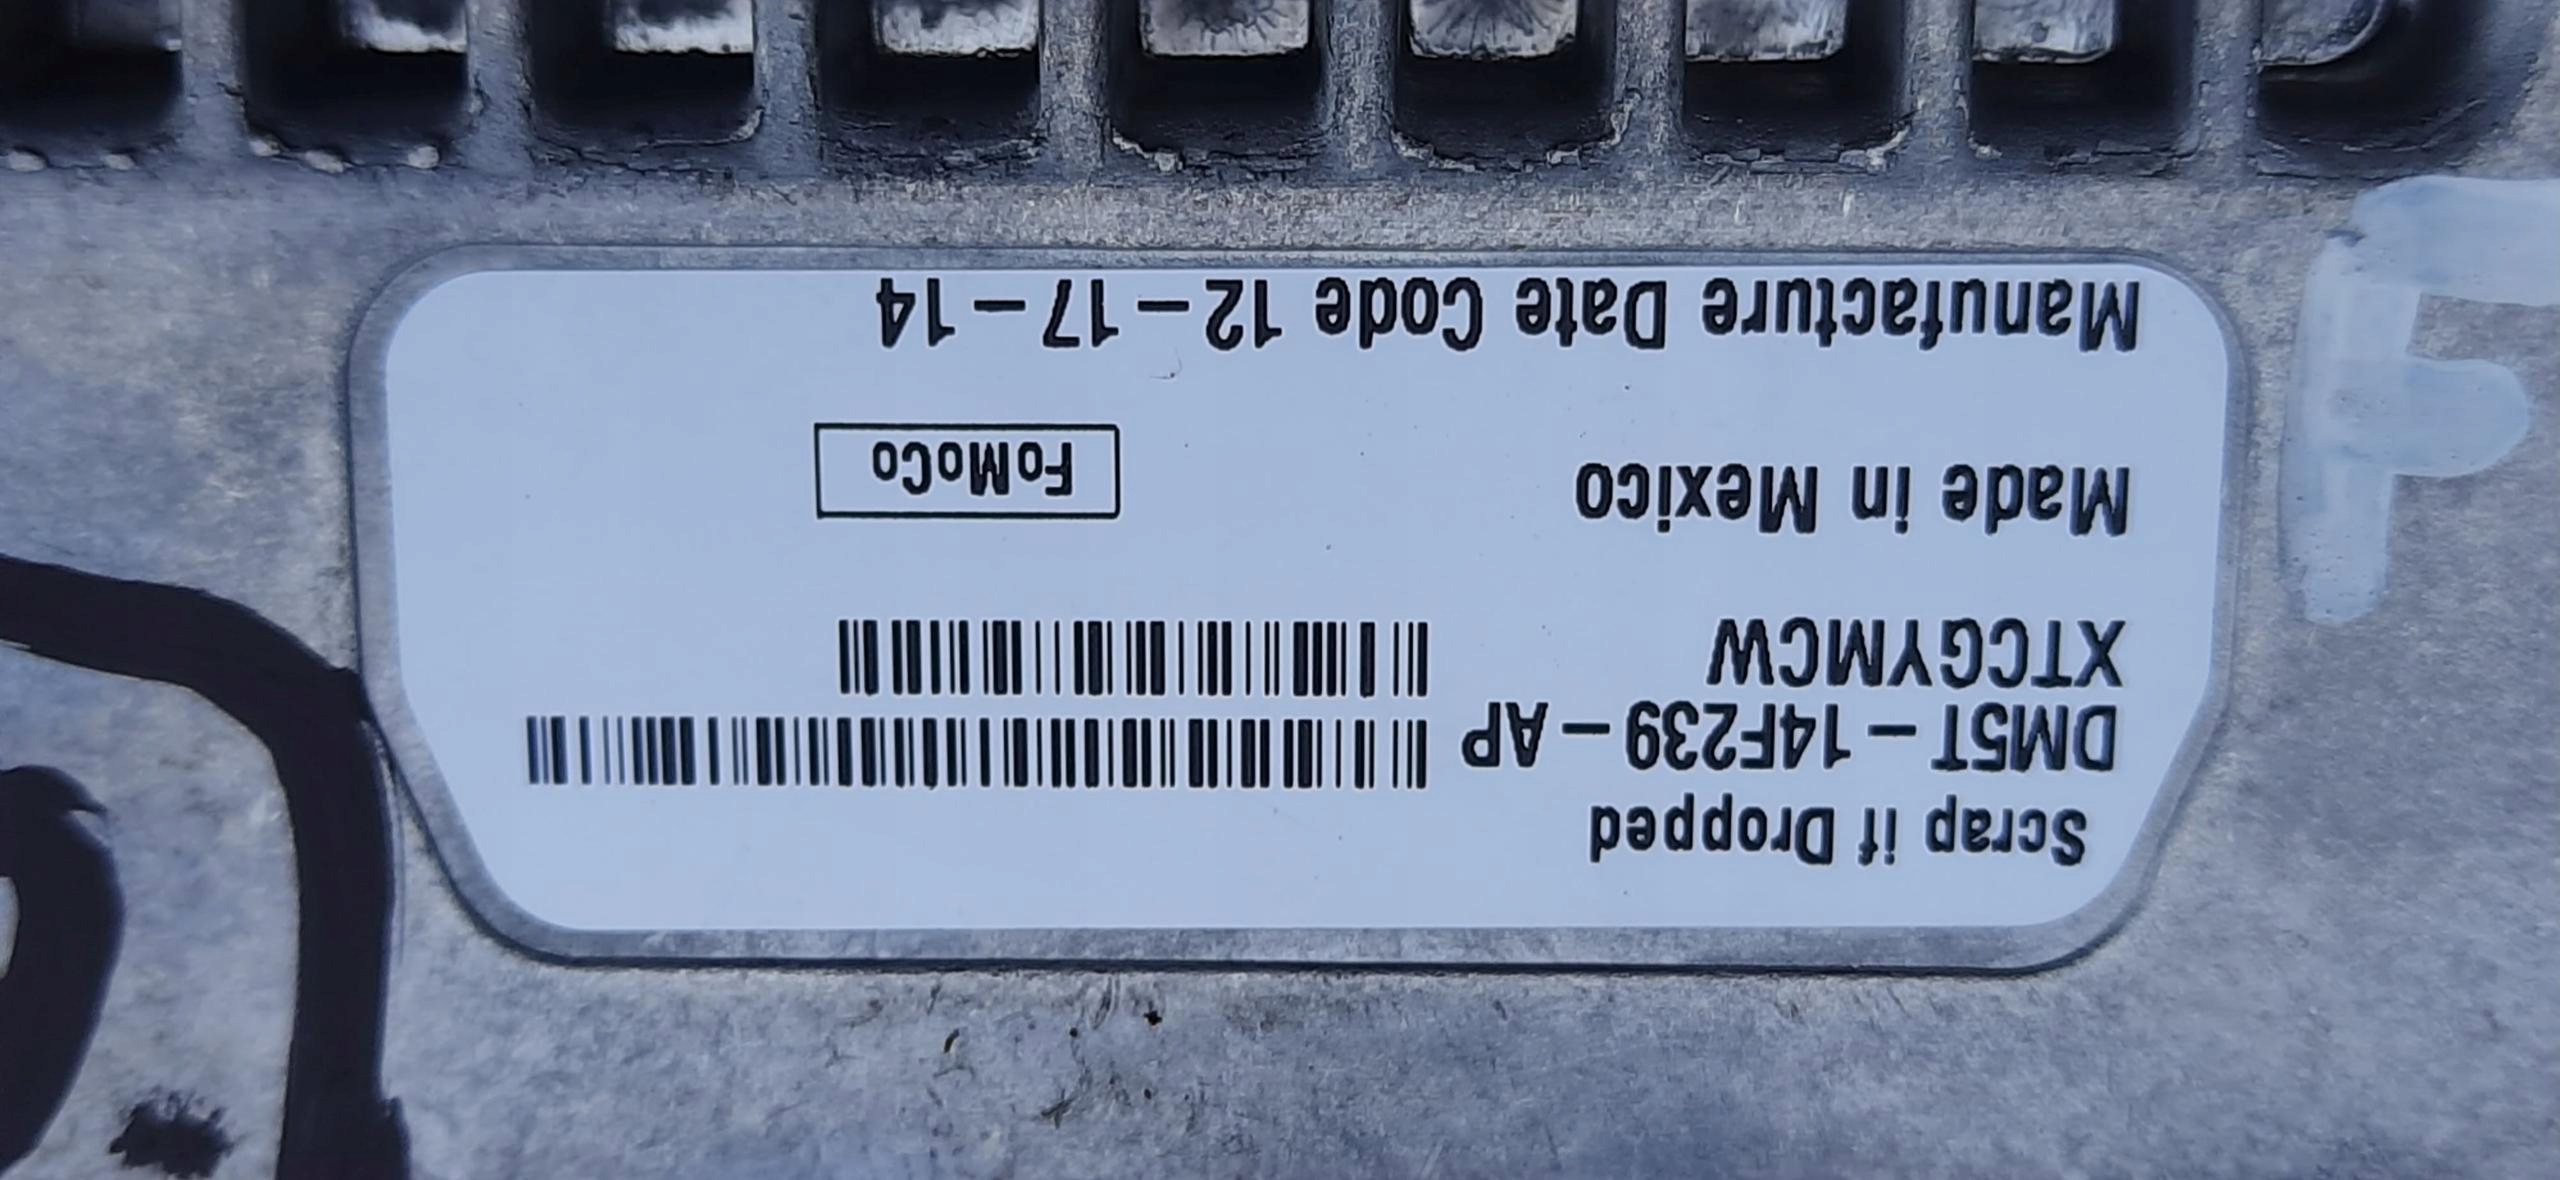 Scrap if Dropped
DM5T-14F239-AP
XTCGYMCW
Made in Mexico
FoMoCo
Manufacture Date Code 12-17-14